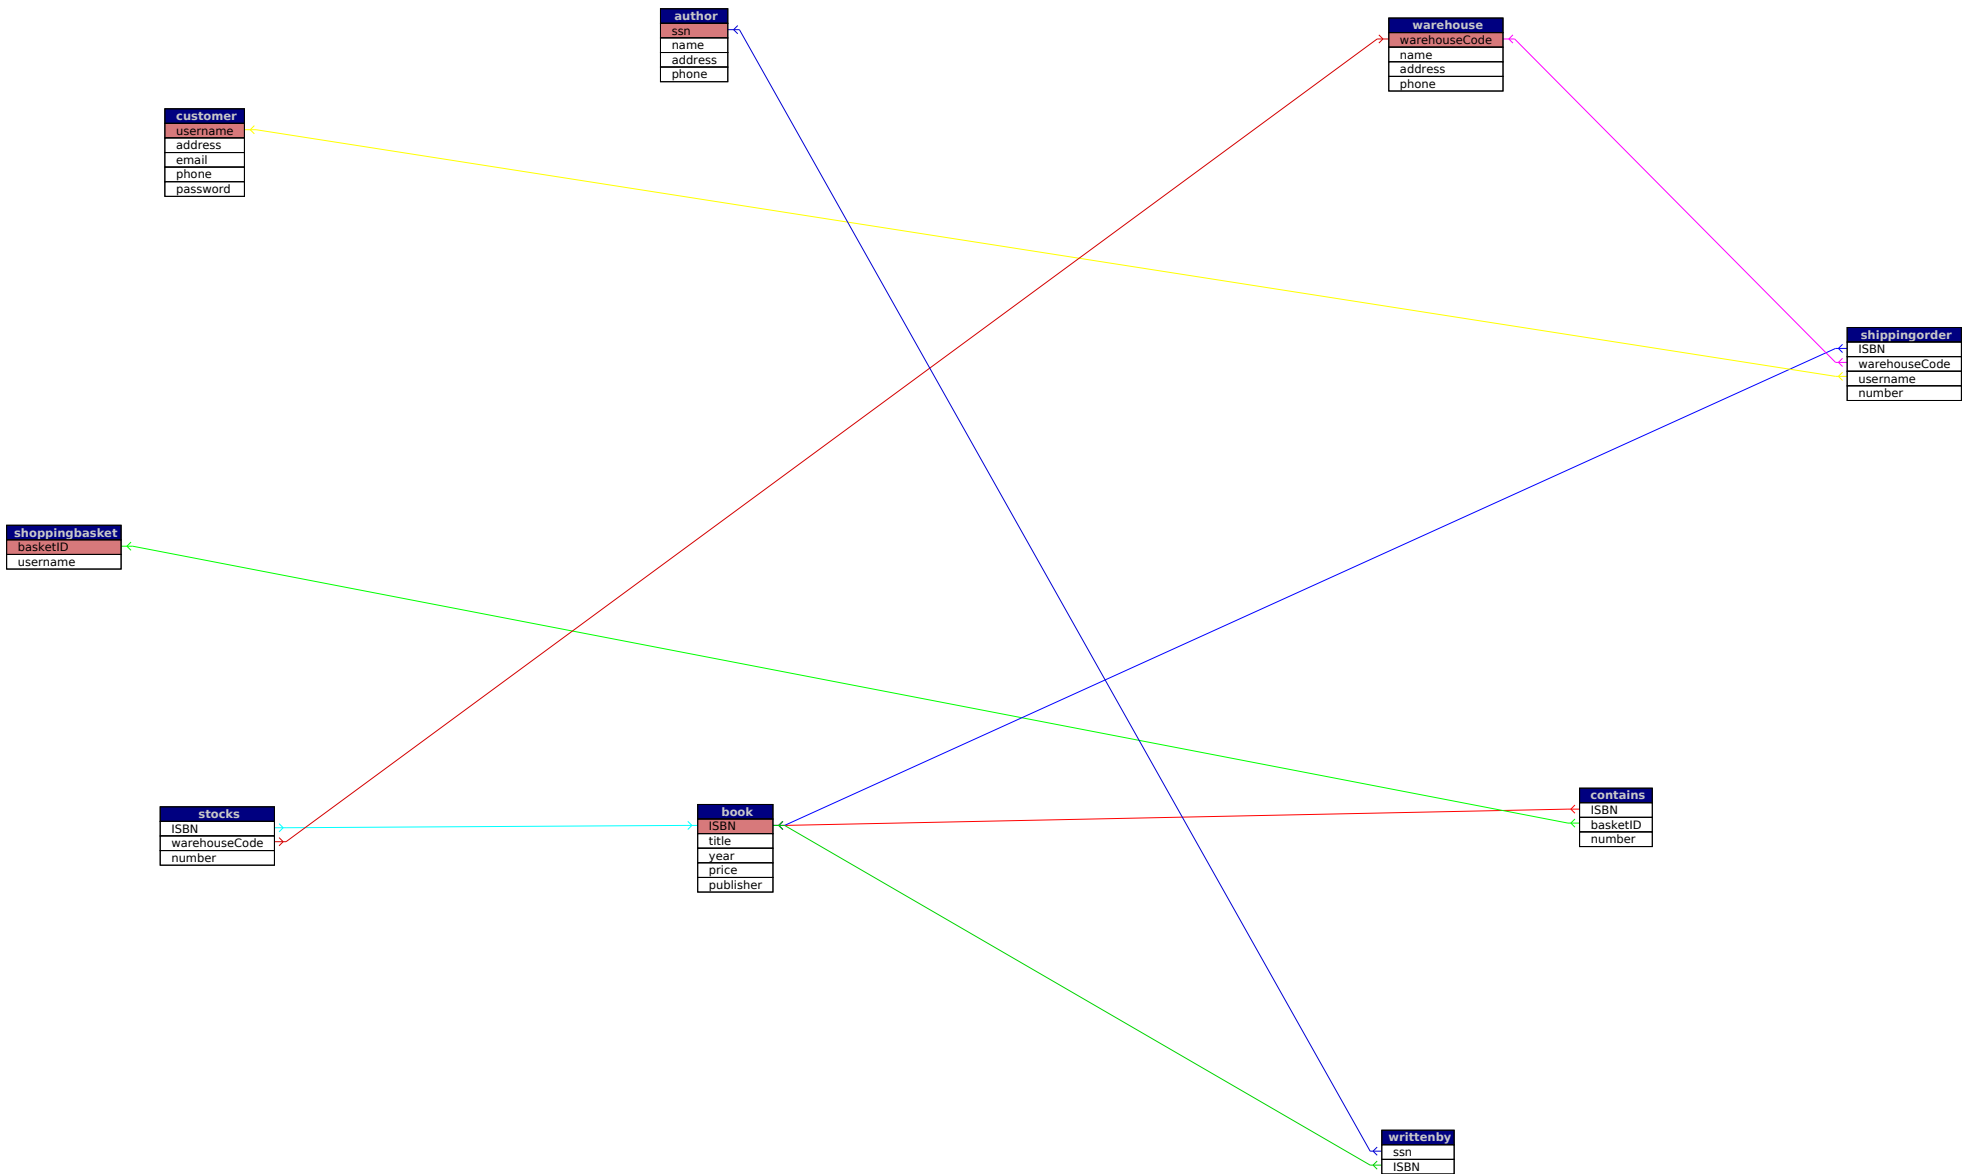 author
ssn
name
address
phone
warehouse
warehouseCode
name
address
phone
customer
username
address
email
phone
password
shippingorder
ISBN
warehouseCode
username
number
shoppingbasket
basketID
username
stocks
ISBN
warehouseCode
number
book
ISBN
title
year
price
publisher
contains
ISBN
basketID
number
writtenby
ssn
ISBN